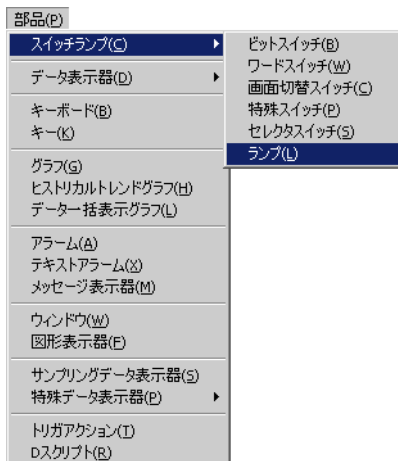 部品(P)
スイッチランプ(C)
データ表示器(D)
キーボード(B)
キー(K)
グラフ(G)
ヒストリカルトレンドグラフ(H)
データ一括表示グラフ(L)
アラーム(A)
テキストアラーム(X)
メッセージ表示器(M)
ウィンドウ(W)
図形表示器(F)
サンプリングデータ表示器(S)
特殊データ表示器(P)
トリガアクション(T)
Dスクリプト(R)
ビットスイッチ(B)
ワードスイッチ(W)
画面切替スイッチ(C)
特殊スイッチ(P)
セレクタスイッチ(S)
ランプ(L)